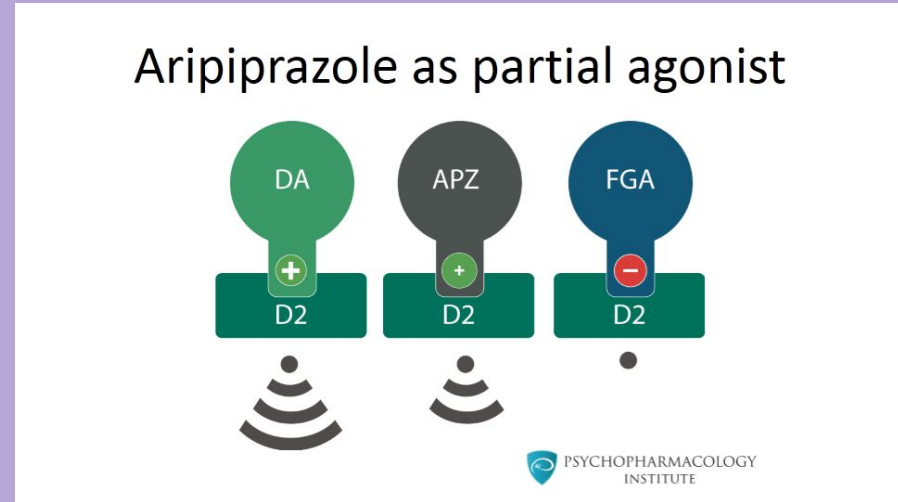 Aripiprazole as partial agonist
DA APZ FGA
+ + −
D2 D2 D2
PSYCHOPHARMACOLOGY
INSTITUTE